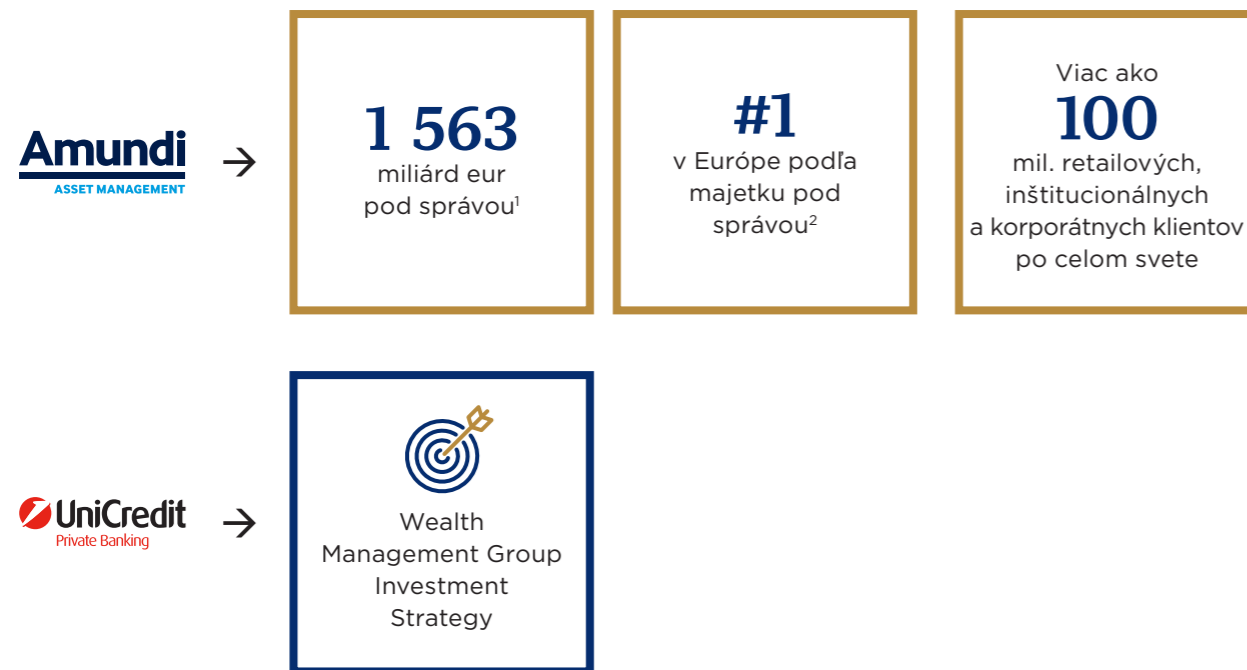 Amundi
ASSET MANAGEMENT
→
1 563
miliárd eur
pod správou¹
#1
v Európe podľa
majetku pod
správou²
Viac ako
100
mil. retailových,
inštitucionálnych
a korporátnych klientov
po celom svete
UniCredit
Private Banking
→
Wealth
Management Group
Investment
Strategy